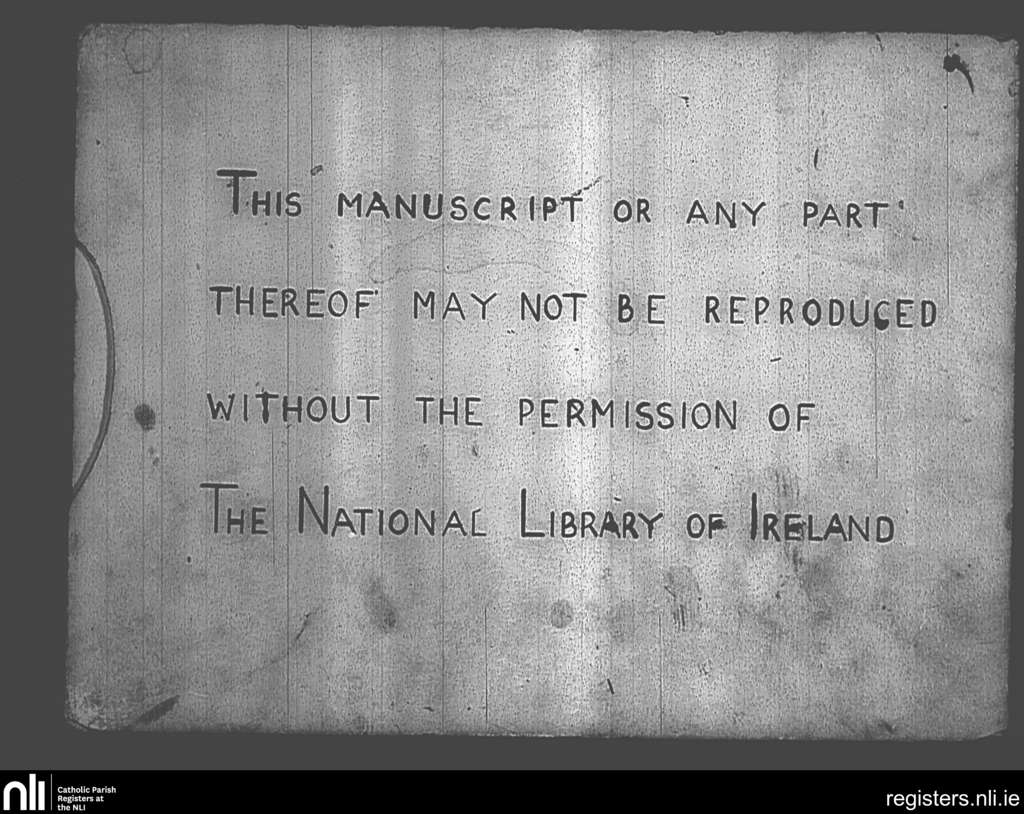 This manuscript or any part
thereof may not be reproduced
without the permission of
The National Library of Ireland
nli
Catholic Parish
Registers at
the NLI
registers.nli.ie